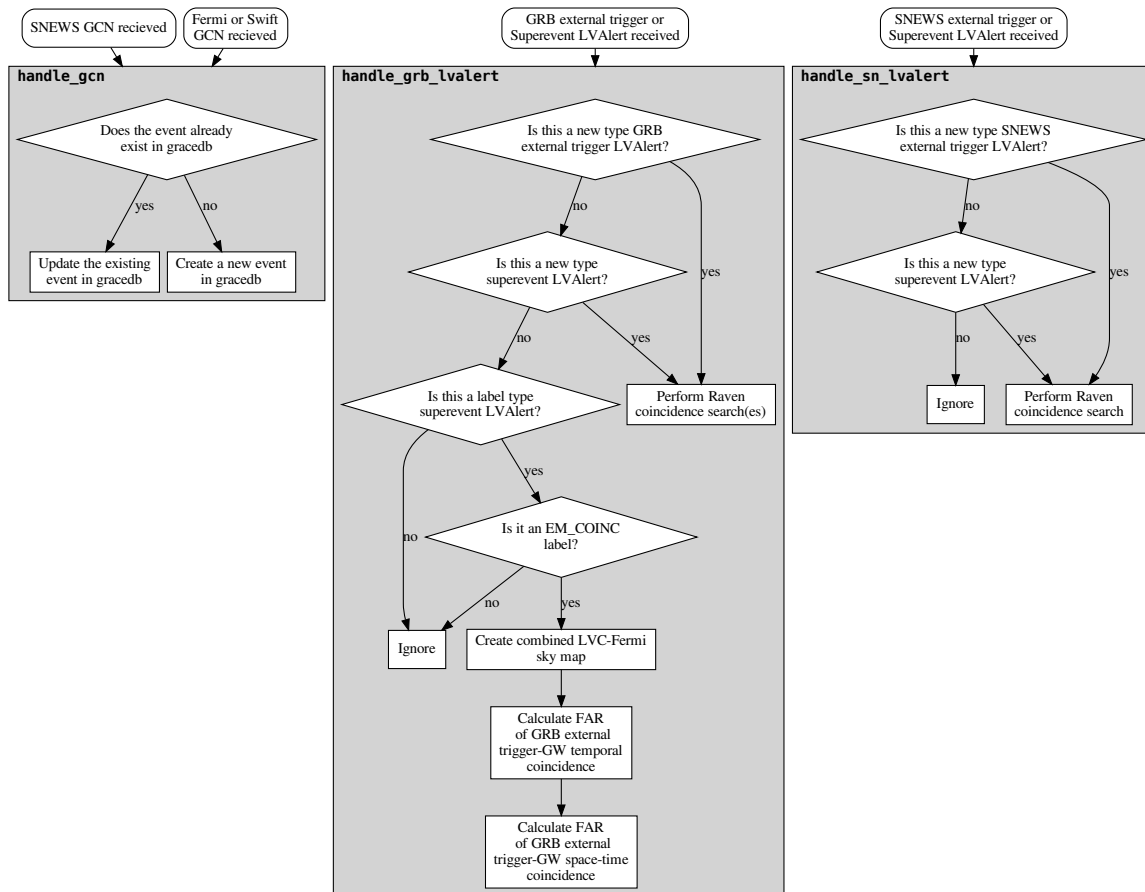 SNEWS GCN recieved
Fermi or Swift
GCN recieved
handle_gcn
Does the event already
exist in gracedb
yes
no
Update the existing
event in gracedb
Create a new event
in gracedb
GRB external trigger or
Superevent LVAlert received
handle_grb_lvalert
Is this a new type GRB
external trigger LVAlert?
no
yes
Is this a new type
superevent LVAlert?
no
yes
Is this a label type
superevent LVAlert?
Perform Raven
coincidence search(es)
yes
no
Is it an EM_COINC
label?
no
yes
Ignore
Create combined LVC-Fermi
sky map
Calculate FAR
of GRB external
trigger-GW temporal
coincidence
Calculate FAR
of GRB external
trigger-GW space-time
coincidence
SNEWS external trigger or
Superevent LVAlert received
handle_sn_lvalert
Is this a new type SNEWS
external trigger LVAlert?
no
yes
Is this a new type
superevent LVAlert?
no
yes
Ignore
Perform Raven
coincidence search